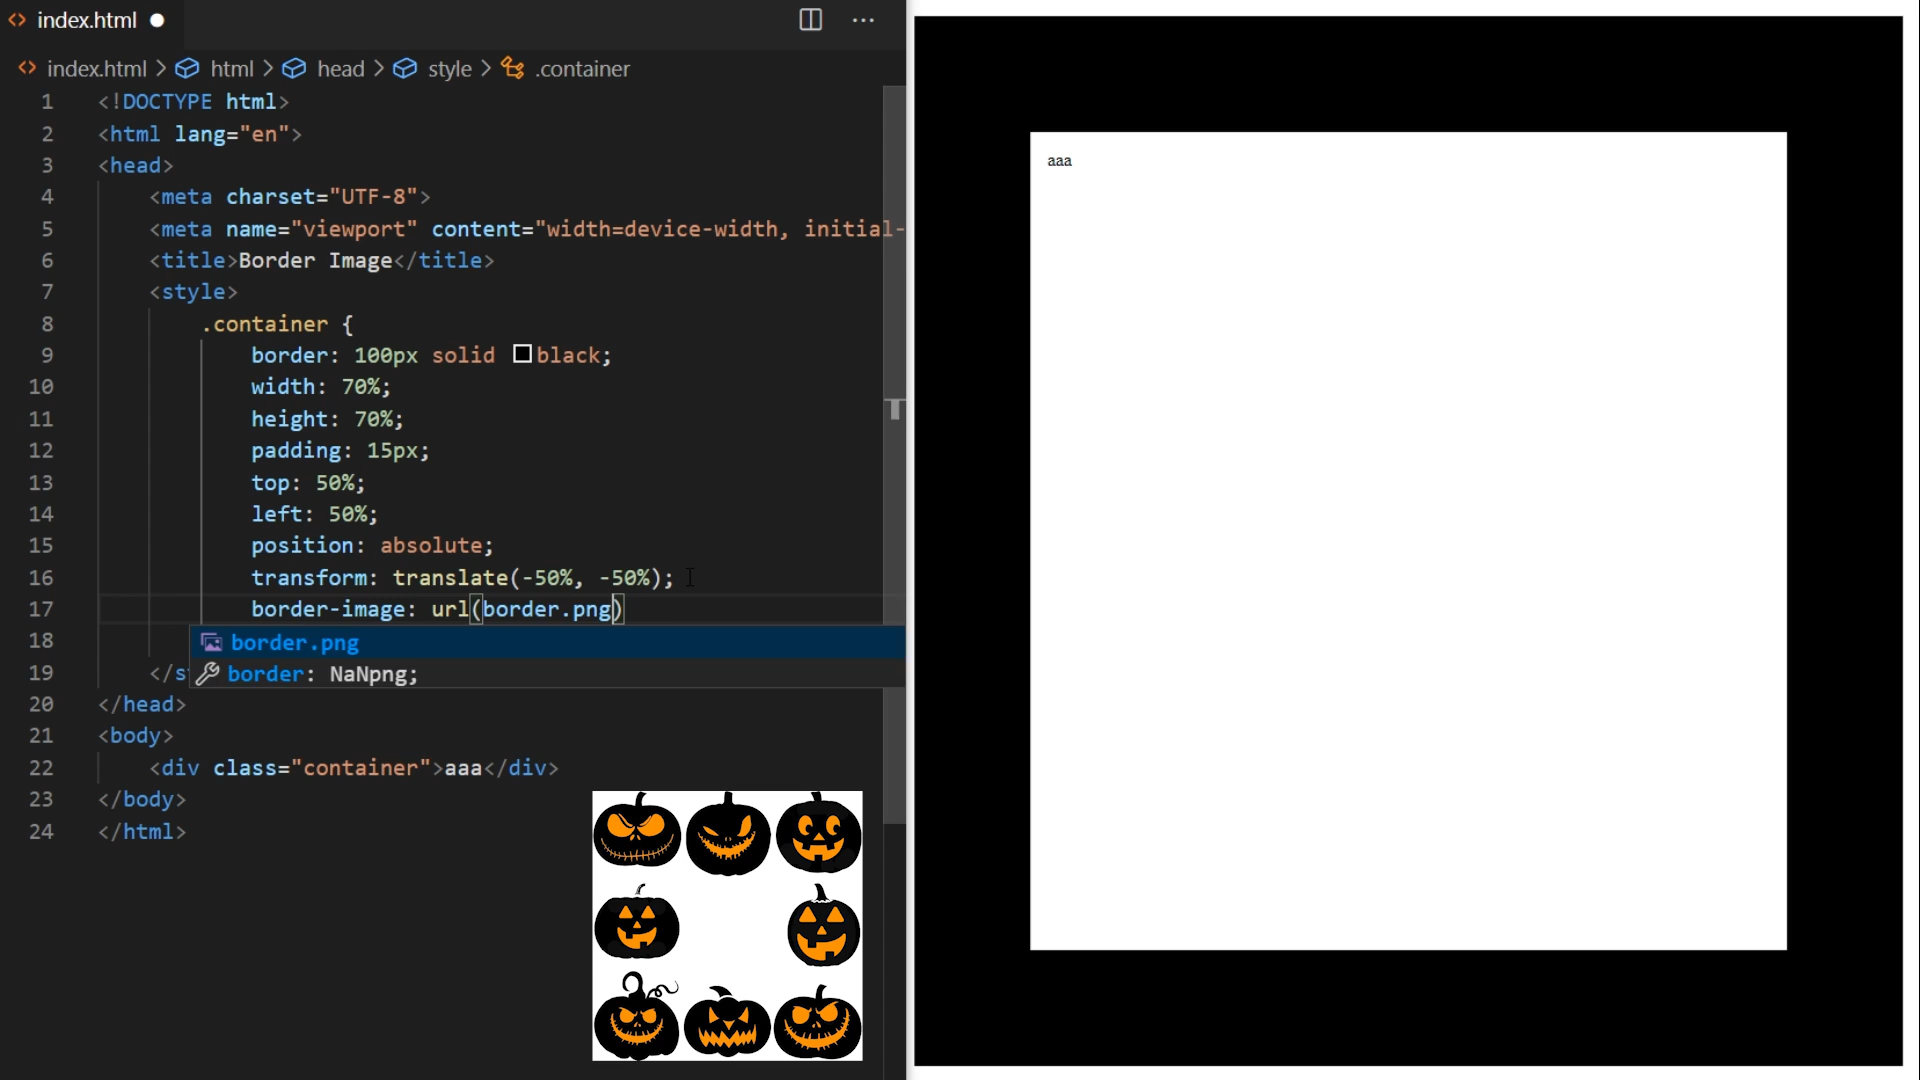 index.html
index.html > html > head > style > .container
1 <!DOCTYPE html>
2 <html lang="en">
3 <head>
4 <meta charset="UTF-8">
5 <meta name="viewport" content="width=device-width, initial-
6 <title>Border Image</title>
7 <style>
8 .container {
9 border: 100px solid black;
10 width: 70%;
11 height: 70%;
12 padding: 15px;
13 top: 50%;
14 left: 50%;
15 position: absolute;
16 transform: translate(-50%, -50%);
17 border-image: url(border.png)
18 border.png
19 </s border: NaNpng;
20 </head>
21 <body>
22 <div class="container">aaa</div>
23 </body>
24 </html>
aaa